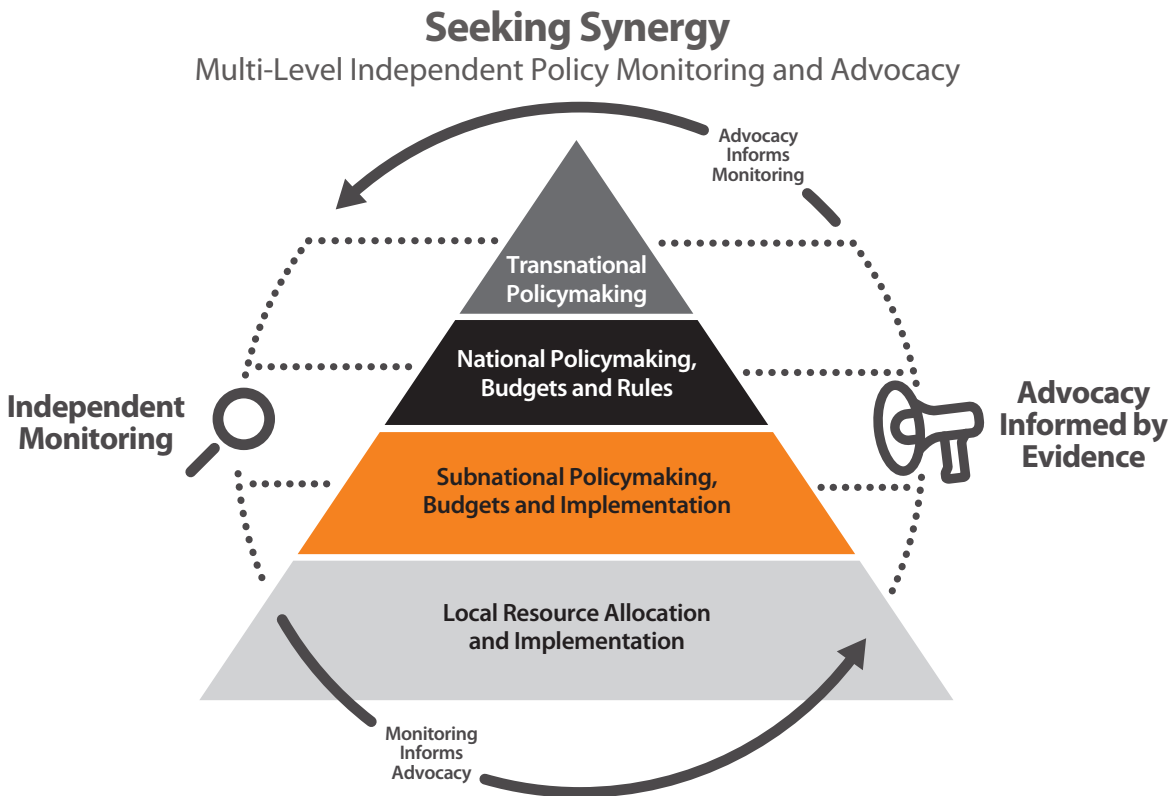 Seeking Synergy
Multi-Level Independent Policy Monitoring and Advocacy
Advocacy
Informs
Monitoring
Transnational
Policymaking
National Policymaking,
Budgets and Rules
Independent
Monitoring
Advocacy
Informed by
Evidence
Subnational Policymaking,
Budgets and Implementation
Local Resource Allocation
and Implementation
Monitoring
Informs
Advocacy